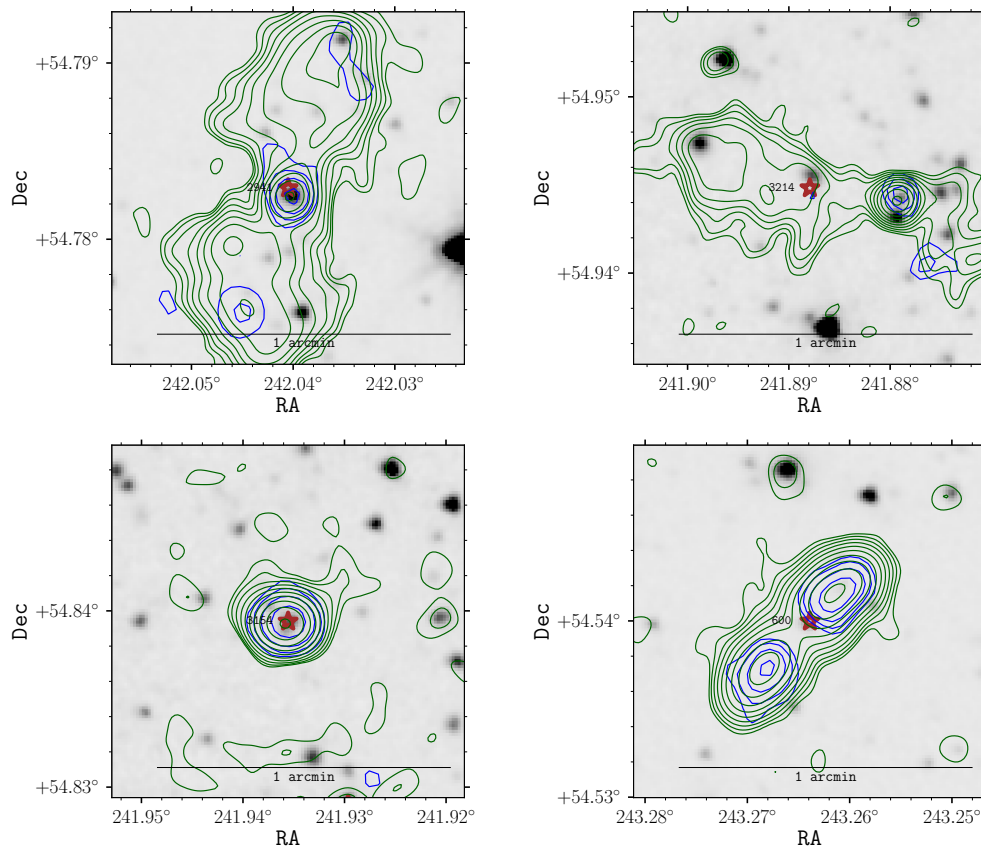 +54.79°
+54.78°
Dec
2941
1 arcmin
242.05° 242.04° 242.03°
RA
+54.95°
+54.94°
Dec
3214
1 arcmin
241.90° 241.89° 241.88°
RA
+54.84°
+54.83°
Dec
3154
1 arcmin
241.95° 241.94° 241.93° 241.92°
RA
+54.54°
+54.53°
Dec
600
1 arcmin
243.28° 243.27° 243.26° 243.25°
RA